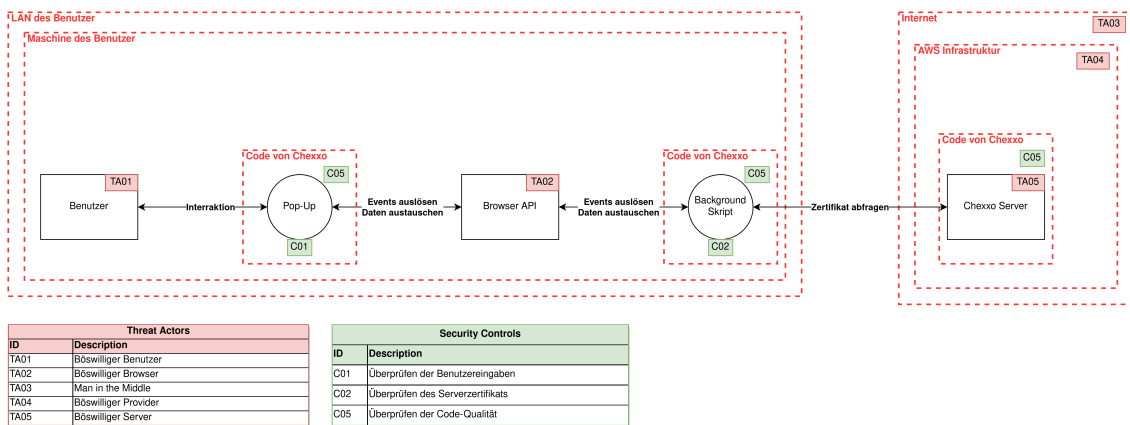 LAN des Benutzer
Internet
TA03
Maschine des Benutzer
AWS Infrastruktur
TA04
Code von Chexxo
C05
Code von Chexxo
C05
Code von Chexxo
C05
TA01
Benutzer
Interraktion
Pop-Up
C01
Events auslösen
Daten austauschen
TA02
Browser API
Events auslösen
Daten austauschen
Background
Skript
C02
Zertifikat abfragen
TA05
Chexxo Server
Threat Actors
ID Description
TA01 Böswilliger Benutzer
TA02 Böswilliger Browser
TA03 Man in the Middle
TA04 Böswilliger Provider
TA05 Böswilliger Server
Security Controls
ID Description
C01 Überprüfen der Benutzereingaben
C02 Überprüfen des Serverzertifikats
C05 Überprüfen der Code-Qualität